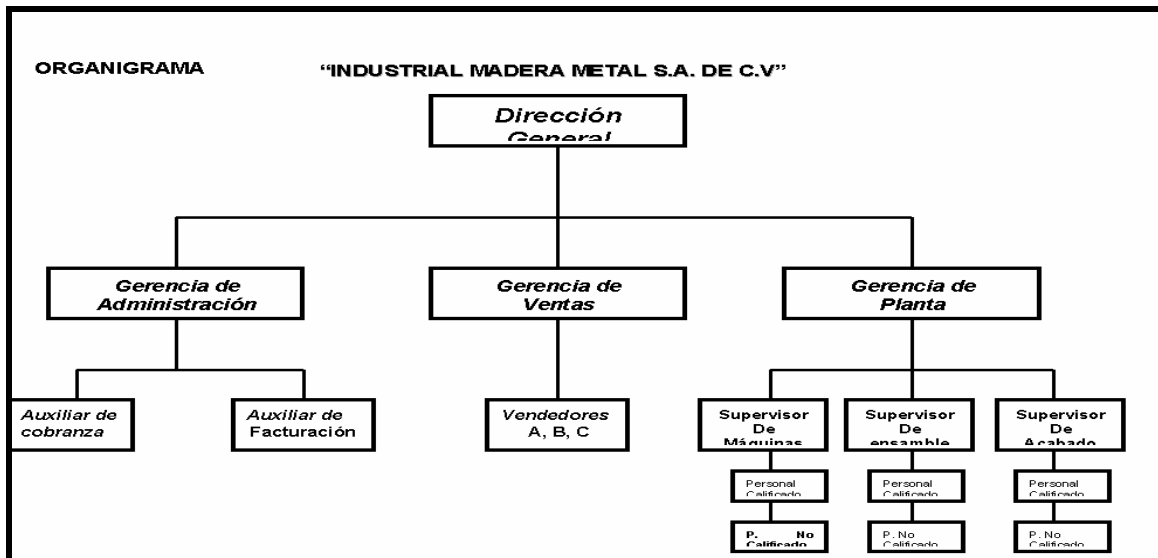 ORGANIGRAMA “INDUSTRIAL MADERA METAL S.A. DE C.V”
Dirección
General
Gerencia de
Administración
Gerencia de
Ventas
Gerencia de
Planta
Auxiliar de
cobranza
Auxiliar de
Facturación
Vendedores
A, B, C
Supervisor
De
Máquinas
Supervisor
De
ensamble
Supervisor
De
Acabado
Personal
Calificado
Personal
Calificado
Personal
Calificado
P. No
Calificado
P. No
Calificado
P. No
Calificado